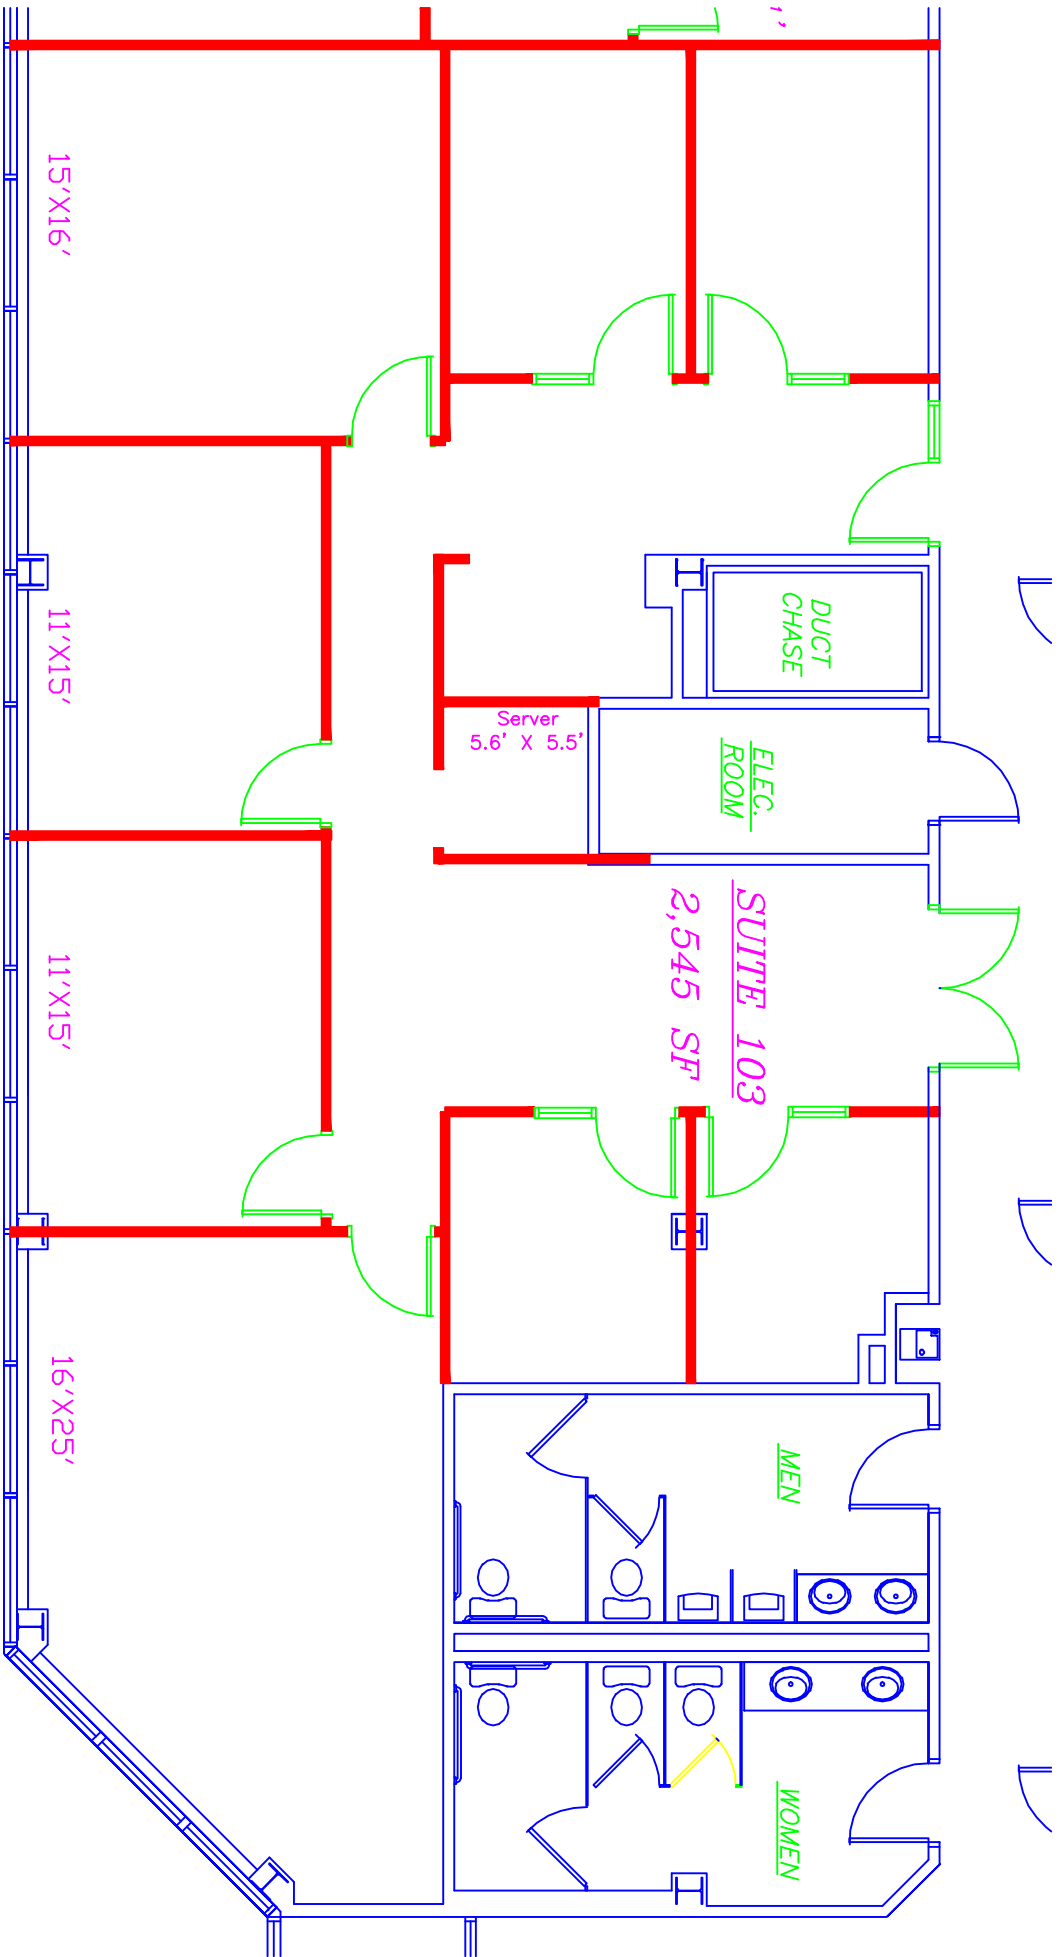 15'X16'
DUCT
CHASE
11'X15'
Server
5.6' X 5.5'
ELEC.
ROOM
SUITE 103
2,545 SF
11'X15'
16'X25'
MEN
WOMEN